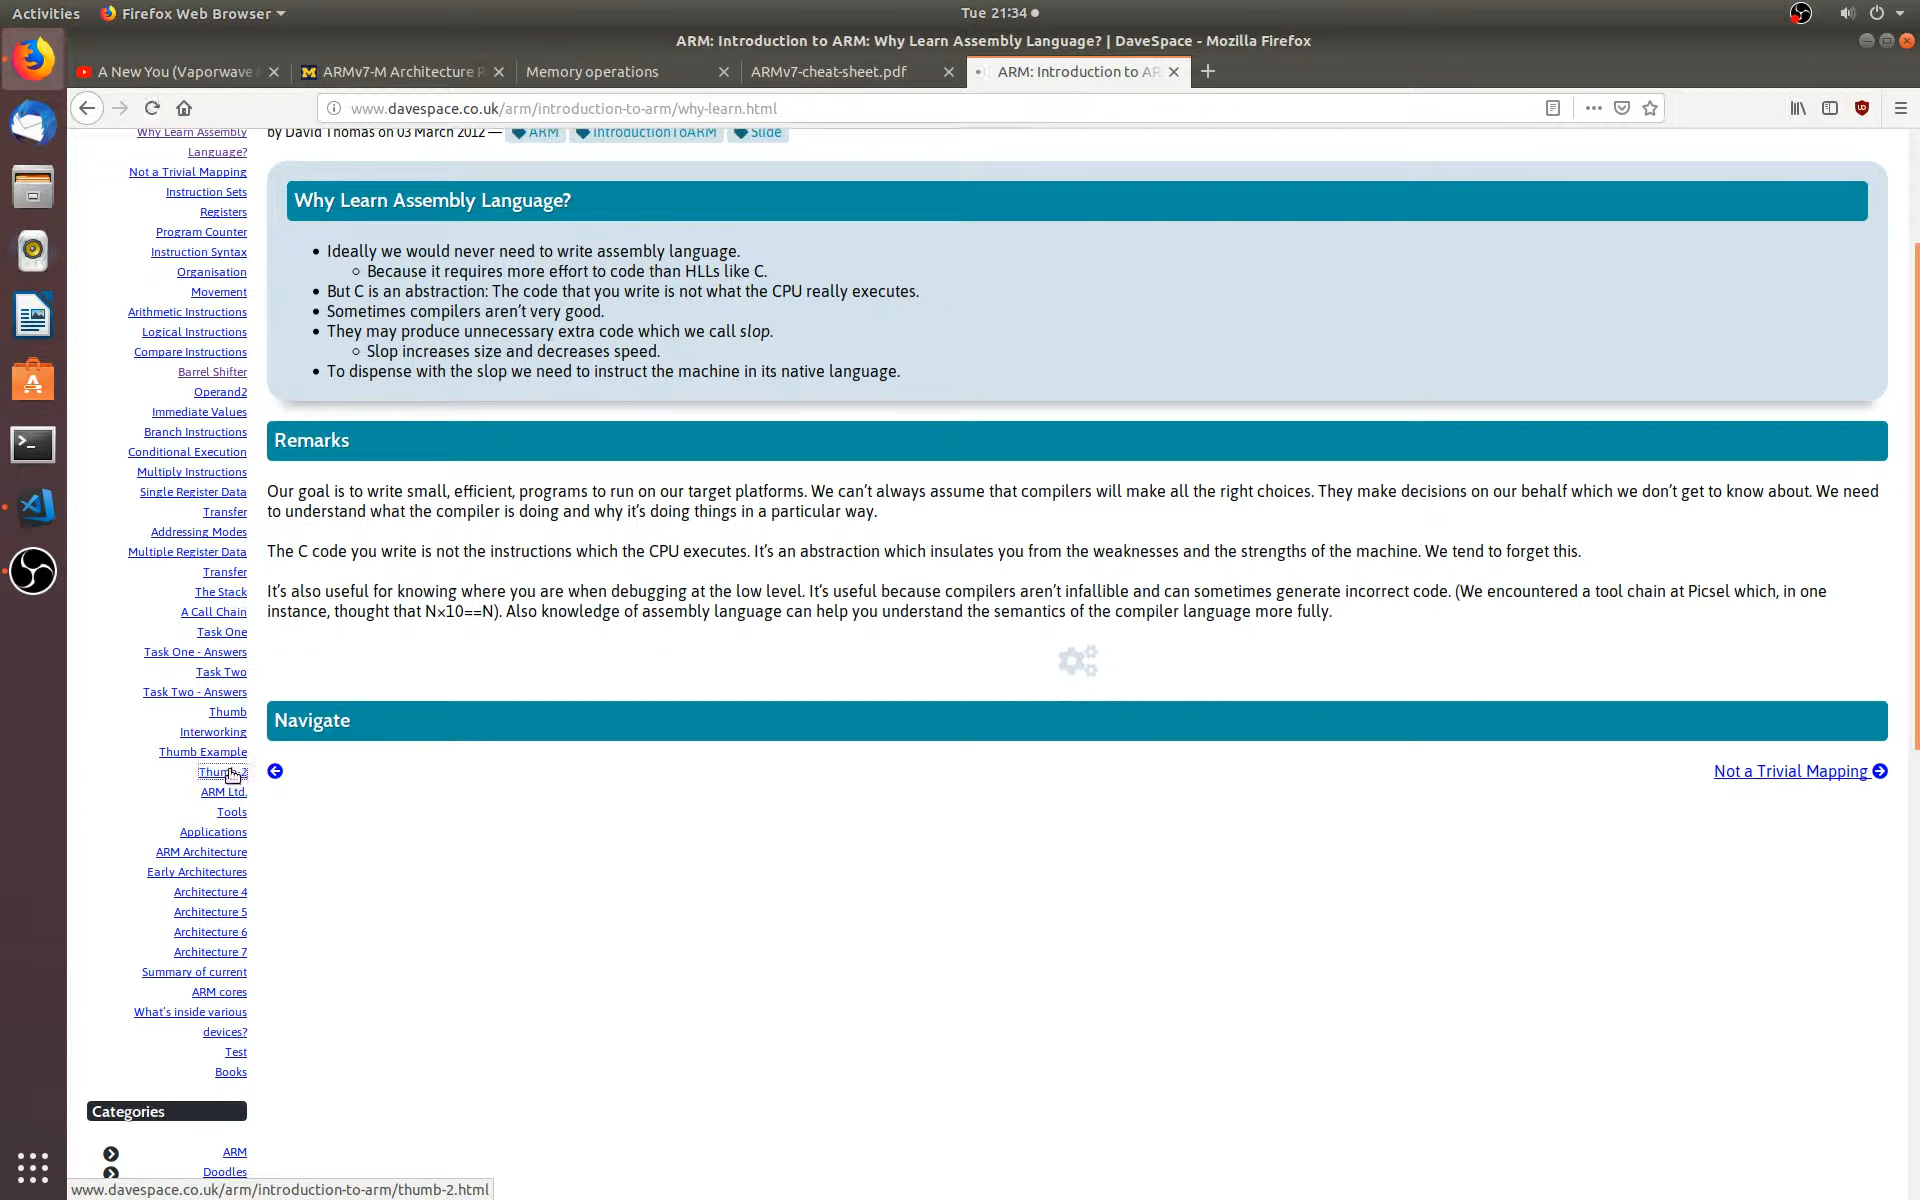 Activities
Firefox Web Browser
Tue 21:34
ARM: Introduction to ARM: Why Learn Assembly Language? | DaveSpace - Mozilla Firefox
A New You (Vaporwave
ARMv7-M Architecture R
Memory operations
ARMv7-cheat-sheet.pdf
ARM: Introduction to AR
www.davespace.co.uk/arm/introduction-to-arm/why-learn.html
Why Learn Assembly
Language?
Not a Trivial Mapping
Instruction Sets
Registers
Program Counter
Instruction Syntax
Organisation
Movement
Arithmetic Instructions
Logical Instructions
Compare Instructions
Barrel Shifter
Operand2
Immediate Values
Branch Instructions
Conditional Execution
Multiply Instructions
Single Register Data
Transfer
Addressing Modes
Multiple Register Data
Transfer
The Stack
A Call Chain
Task One
Task One - Answers
Task Two
Task Two - Answers
Thumb
Interworking
Thumb Example
Thumb-2
ARM Ltd.
Tools
Applications
ARM Architecture
Early Architectures
Architecture 4
Architecture 5
Architecture 6
Architecture 7
Summary of current
ARM cores
What's inside various
devices?
Test
Books
Categories
ARM
Doodles
by David Thomas on 03 March 2012 — ARM IntroductionToARM Slide
Why Learn Assembly Language?
• Ideally we would never need to write assembly language.
◦ Because it requires more effort to code than HLLs like C.
• But C is an abstraction: The code that you write is not what the CPU really executes.
• Sometimes compilers aren't very good.
• They may produce unnecessary extra code which we call slop.
◦ Slop increases size and decreases speed.
• To dispense with the slop we need to instruct the machine in its native language.
Remarks
Our goal is to write small, efficient, programs to run on our target platforms. We can't always assume that compilers will make all the right choices. They make decisions on our behalf which we don't get to know about. We need
to understand what the compiler is doing and why it's doing things in a particular way.
The C code you write is not the instructions which the CPU executes. It's an abstraction which insulates you from the weaknesses and the strengths of the machine. We tend to forget this.
It's also useful for knowing where you are when debugging at the low level. It's useful because compilers aren't infallible and can sometimes generate incorrect code. (We encountered a tool chain at Picsel which, in one
instance, thought that N×10==N). Also knowledge of assembly language can help you understand the semantics of the compiler language more fully.
Navigate
Not a Trivial Mapping
www.davespace.co.uk/arm/introduction-to-arm/thumb-2.html